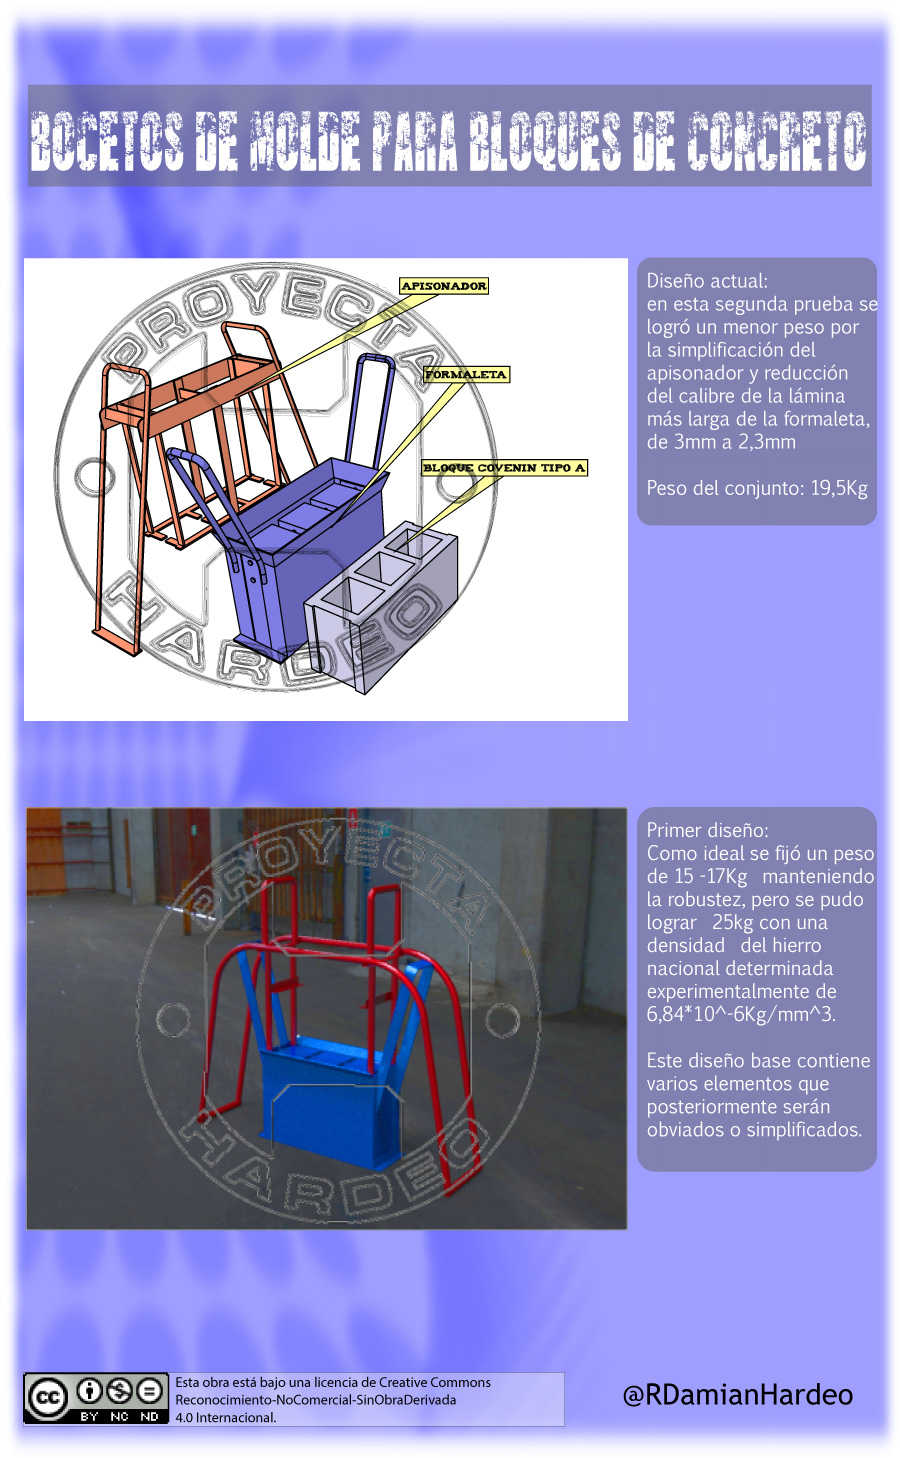 BOCETOS DE MOLDE PARA BLOQUES DE CONCRETO
PROYECTA
APISONADOR
FORMALETA
BLOQUE COVENIN TIPO A
HARDEO
Diseño actual:
en esta segunda prueba se
logró un menor peso por
la simplificación del
apisonador y reducción
del calibre de la lámina
más larga de la formaleta,
de 3mm a 2,3mm
Peso del conjunto: 19,5Kg
PROYECTA
HARDEO
Primer diseño:
Como ideal se fijó un peso
de 15 -17Kg manteniendo
la robustez, pero se pudo
lograr 25kg con una
densidad del hierro
nacional determinada
experimentalmente de
6,84*10^-6Kg/mm^3.
Este diseño base contiene
varios elementos que
posteriormente serán
obviados o simplificados.
cc
BY NC ND
Esta obra está bajo una licencia de Creative Commons
Reconocimiento-NoComercial-SinObraDerivada
4.0 Internacional.
@RDamianHardeo